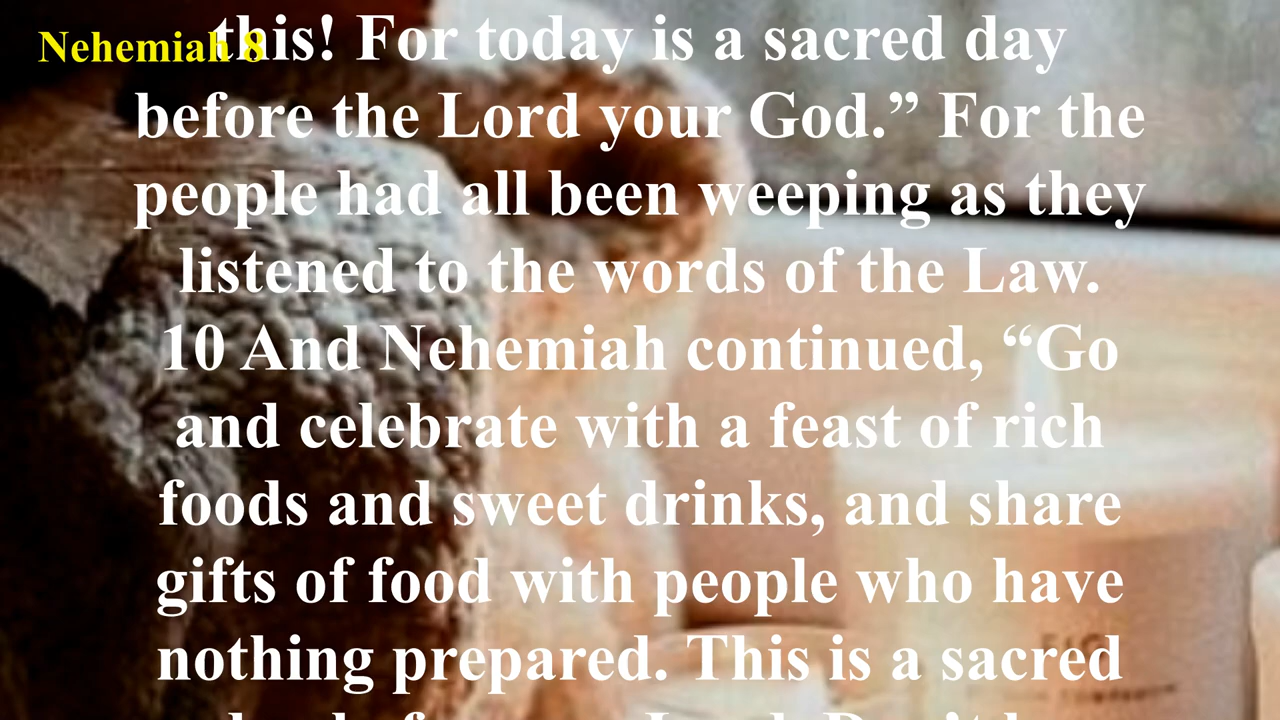 Nehemiah 8
this! For today is a sacred day
before the Lord your God.” For the
people had all been weeping as they
listened to the words of the Law.
10 And Nehemiah continued, “Go
and celebrate with a feast of rich
foods and sweet drinks, and share
gifts of food with people who have
nothing prepared. This is a sacred